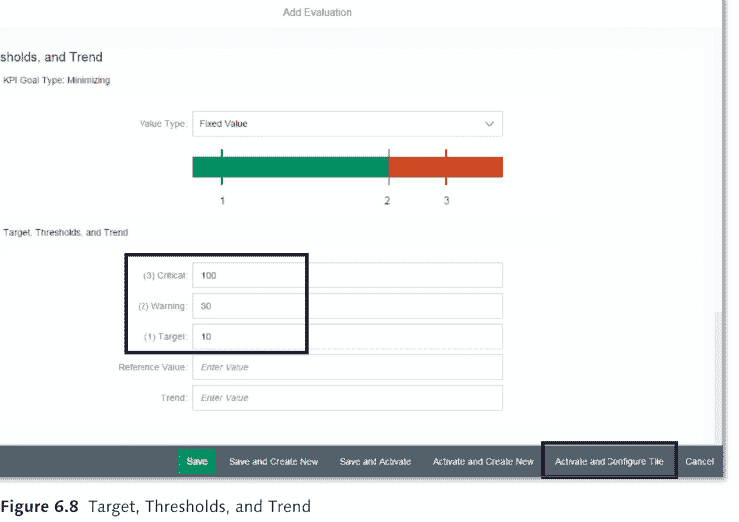 Add Evaluation
sholds, and Trend
KPI Goal Type: Minimizing
Value Type: Fixed Value
1 2 3
Target, Thresholds, and Trend
(3) Critical: 100
(2) Warning: 30
(1) Target: 10
Reference Value: Enter Value
Trend: Enter Value
Save Save and Create New Save and Activate Activate and Create New Activate and Configure Tile Cancel
Figure 6.8 Target, Thresholds, and Trend